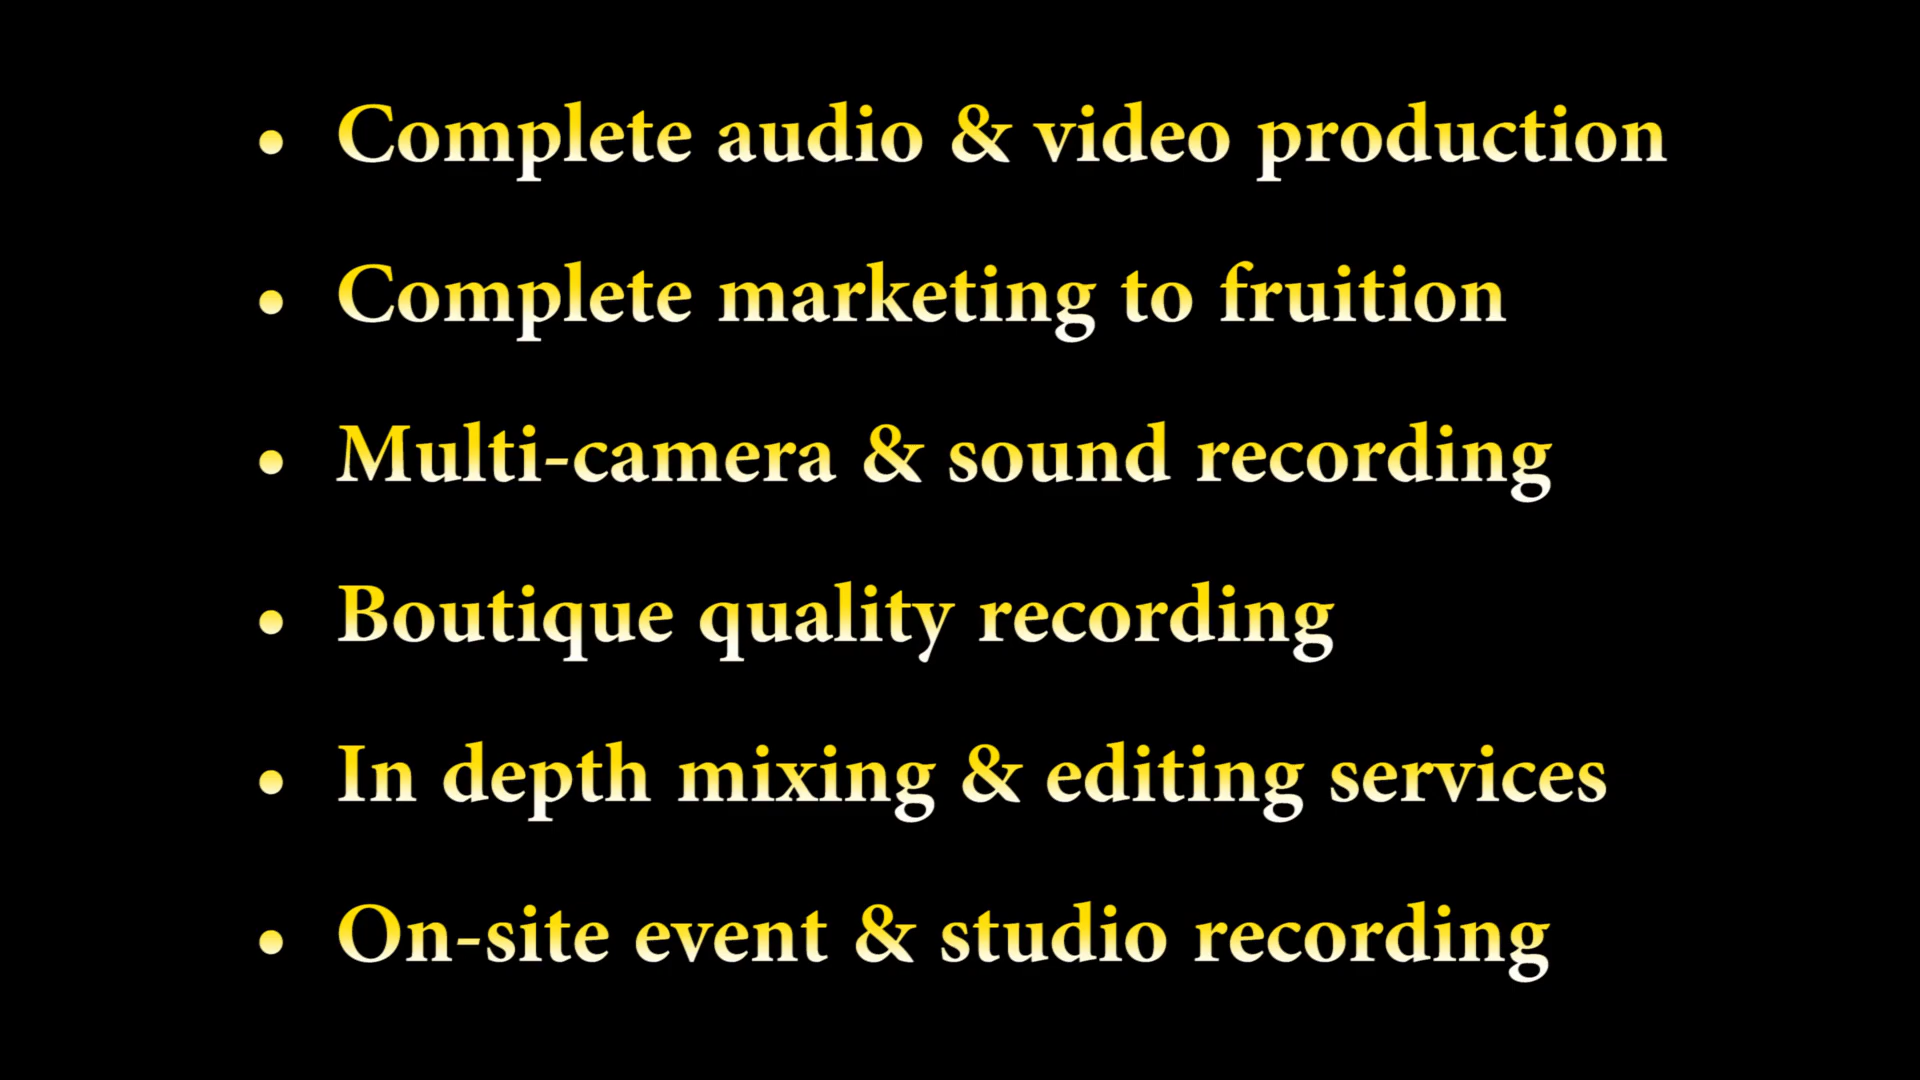 • Complete audio & video production
• Complete marketing to fruition
• Multi-camera & sound recording
• Boutique quality recording
• In depth mixing & editing services
• On-site event & studio recording